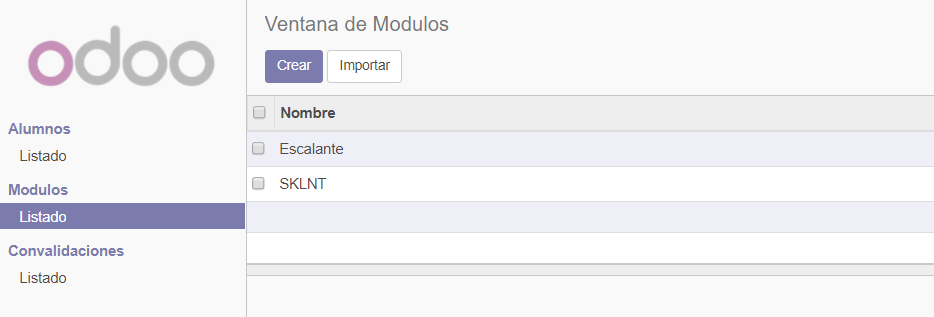 odoo
Alumnos
Listado
Modulos
Listado
Convalidaciones
Listado
Ventana de Modulos
Crear Importar
Nombre
Escalante
SKLNT